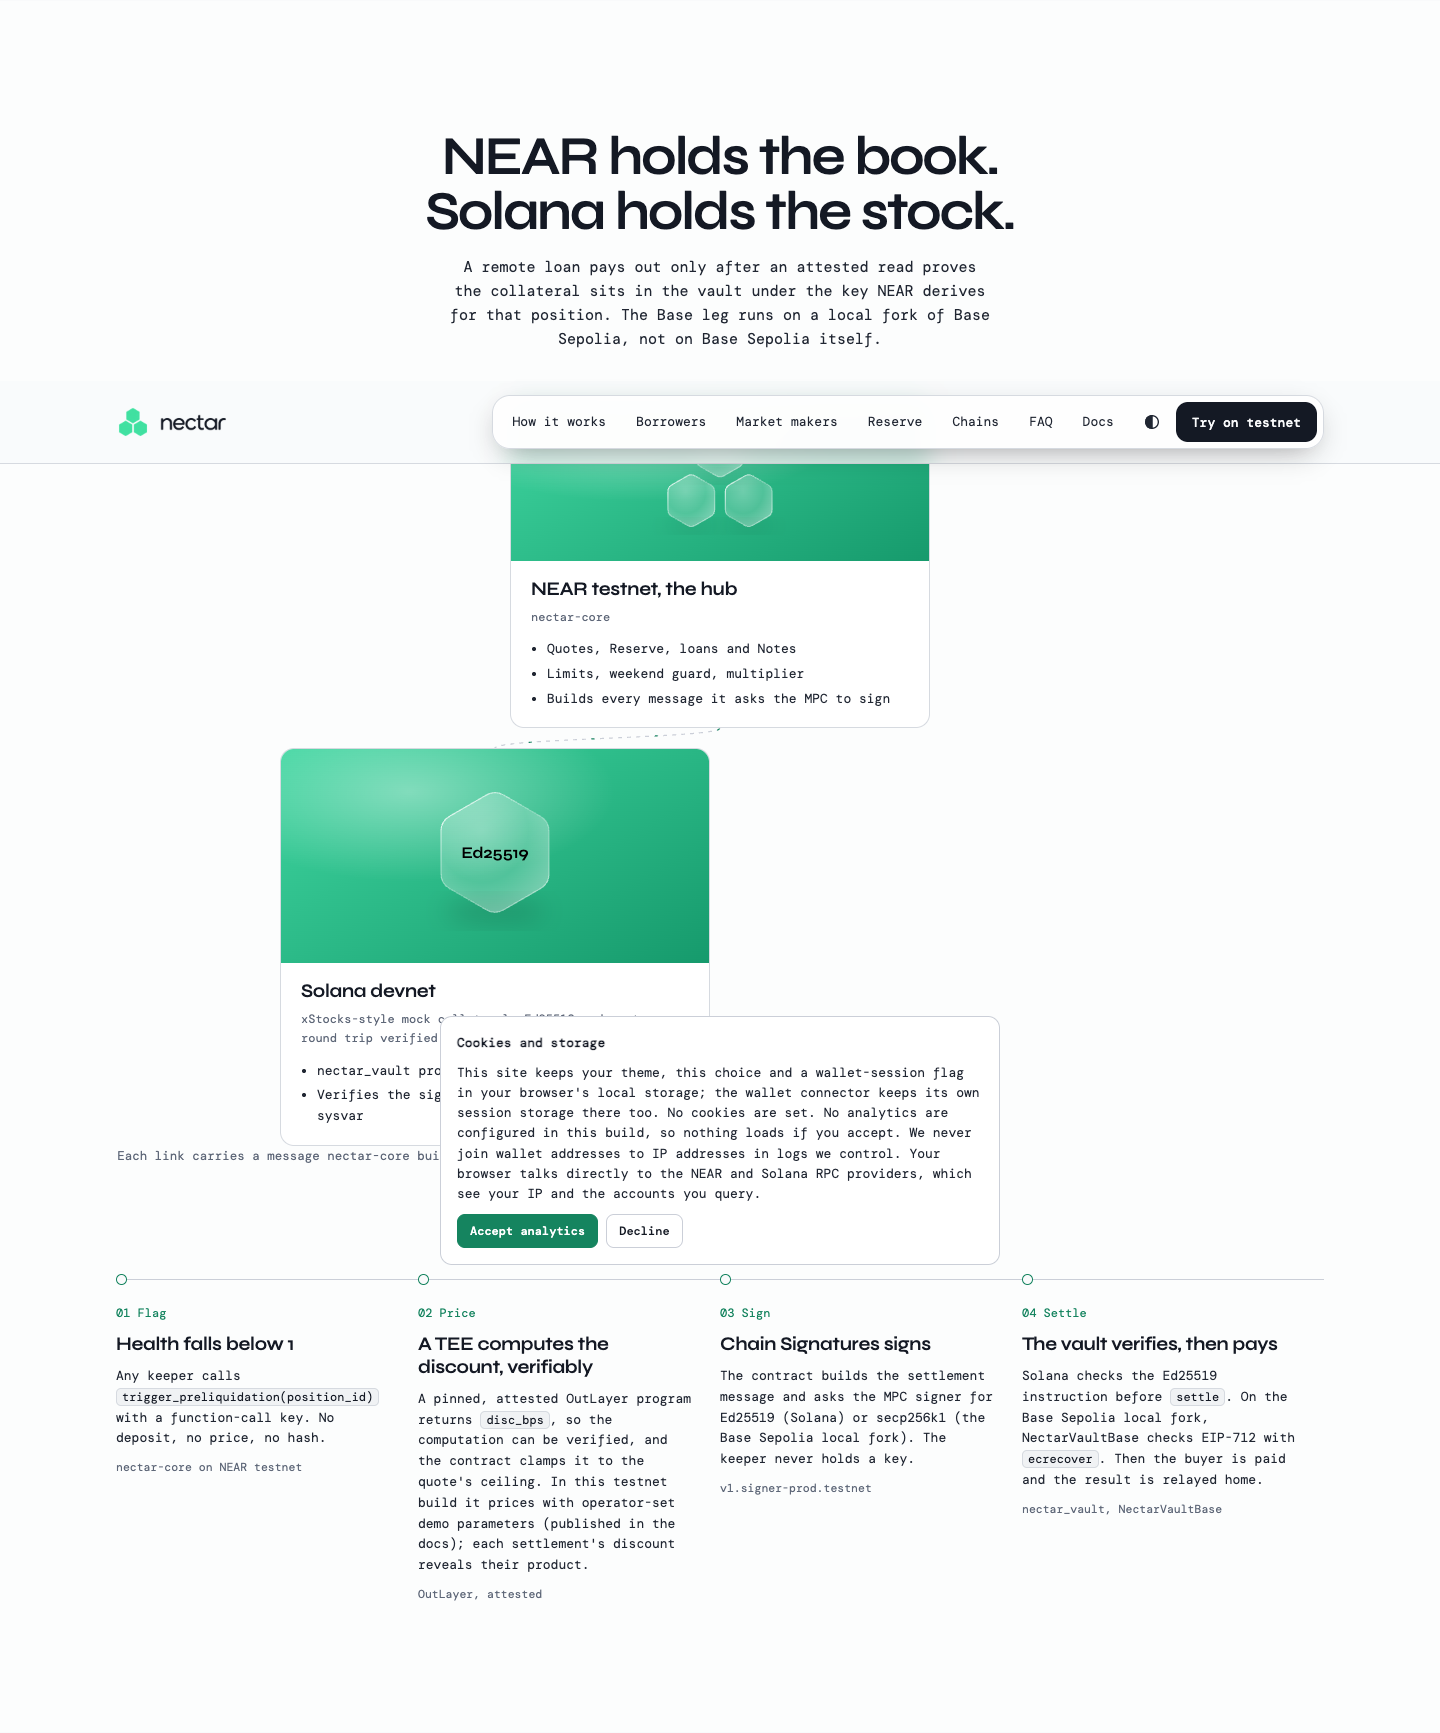 NEAR holds the book.
Solana holds the stock.
A remote loan pays out only after an attested read proves
the collateral sits in the vault under the key NEAR derives
for that position. The Base leg runs on a local fork of Base
Sepolia, not on Base Sepolia itself.
nectar
How it works
Borrowers
Market makers
Reserve
Chains
FAQ
Docs
Try on testnet
NEAR testnet, the hub
nectar-core
• Quotes, Reserve, loans and Notes
• Limits, weekend guard, multiplier
• Builds every message it asks the MPC to sign
Ed25519
Solana devnet
xStocks-style mock
round trip verified
• nectar_vault
• Verifies the
sysvar
Each link carries a message nectar-core
Cookies and storage
This site keeps your theme, this choice and a wallet-session flag
in your browser's local storage; the wallet connector keeps its own
session storage there too. No cookies are set. No analytics are
configured in this build, so nothing loads if you accept. We never
join wallet addresses to IP addresses in logs we control. Your
browser talks directly to the NEAR and Solana RPC providers, which
see your IP and the accounts you query.
Accept analytics
Decline
01 Flag
Health falls below 1
Any keeper calls
trigger_preliquidation(position_id)
with a function-call key. No
deposit, no price, no hash.
nectar-core on NEAR testnet
02 Price
A TEE computes the
discount, verifiably
A pinned, attested OutLayer program
returns disc_bps, so the
computation can be verified, and
the contract clamps it to the
quote's ceiling. In this testnet
build it prices with operator-set
demo parameters (published in the
docs); each settlement's discount
reveals their product.
OutLayer, attested
03 Sign
Chain Signatures signs
The contract builds the settlement
message and asks the MPC signer for
Ed25519 (Solana) or secp256k1 (the
Base Sepolia local fork). The
keeper never holds a key.
v1.signer-prod.testnet
04 Settle
The vault verifies, then pays
Solana checks the Ed25519
instruction before settle. On the
Base Sepolia local fork,
NectarVaultBase checks EIP-712 with
ecrecover. Then the buyer is paid
and the result is relayed home.
nectar_vault, NectarVaultBase